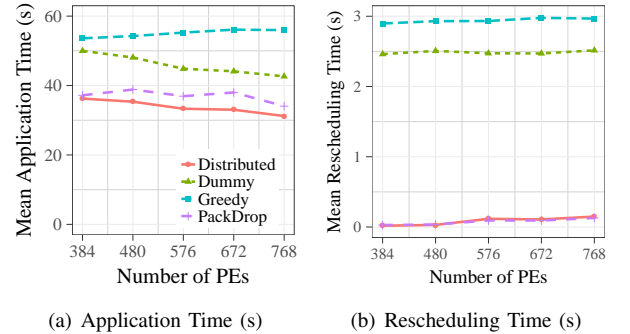 (a)
60
40
20
0
Mean Application Time (s)
Distributed
Dummy
Greedy
PackDrop
384 480 576 672 768
Number of PEs
(a) Application Time (s)
(b)
3
2
1
0
Mean Rescheduling Time (s)
384 480 576 672 768
Number of PEs
(b) Rescheduling Time (s)